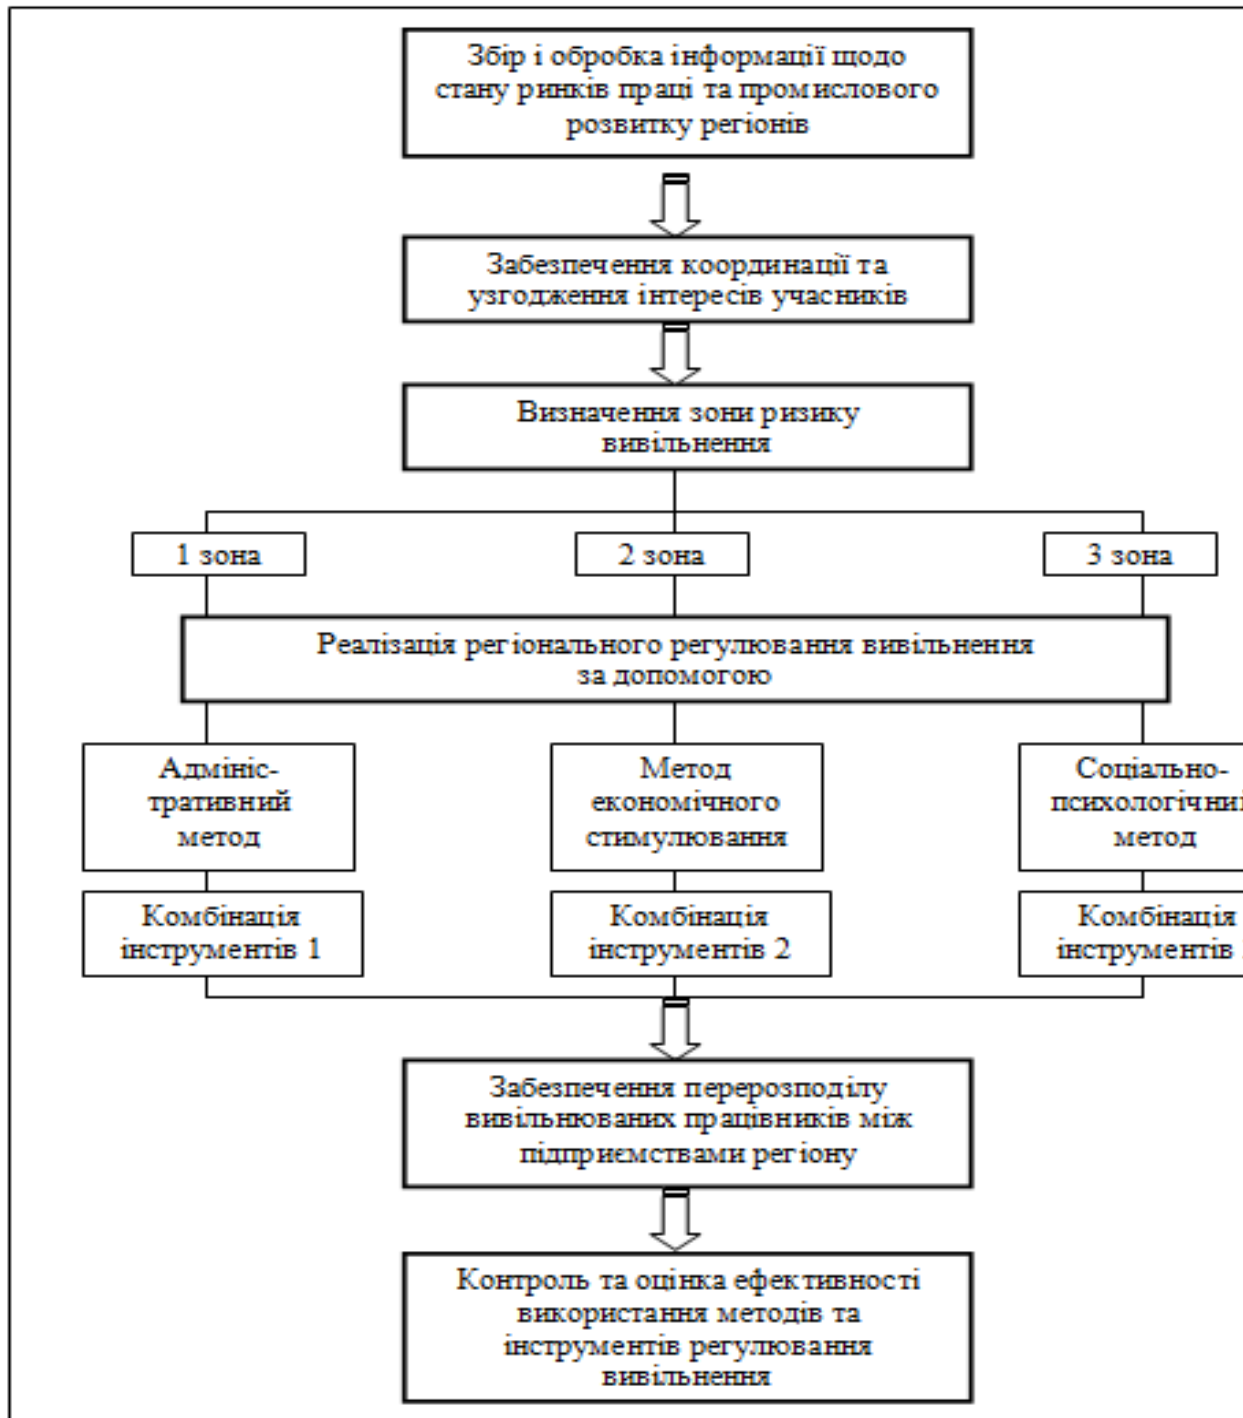 Збір і обробка інформації щодо
стану ринків праці та промислового
розвитку регіонів
Забезпечення координації та
узгодження інтересів учасників
Визначення зони ризику
вивільнення
1 зона
2 зона
3 зона
Реалізація регіонального регулювання вивільнення
за допомогою
Адмініс-
тративний
метод
Метод
економічного
стимулювання
Соціально-
психологічний
метод
Комбінація
інструментів 1
Комбінація
інструментів 2
Комбінація
інструментів
Забезпечення перерозподілу
вивільнюваних працівників між
підприємствами регіону
Контроль та оцінка ефективності
використання методів та
інструментів регулювання
вивільнення